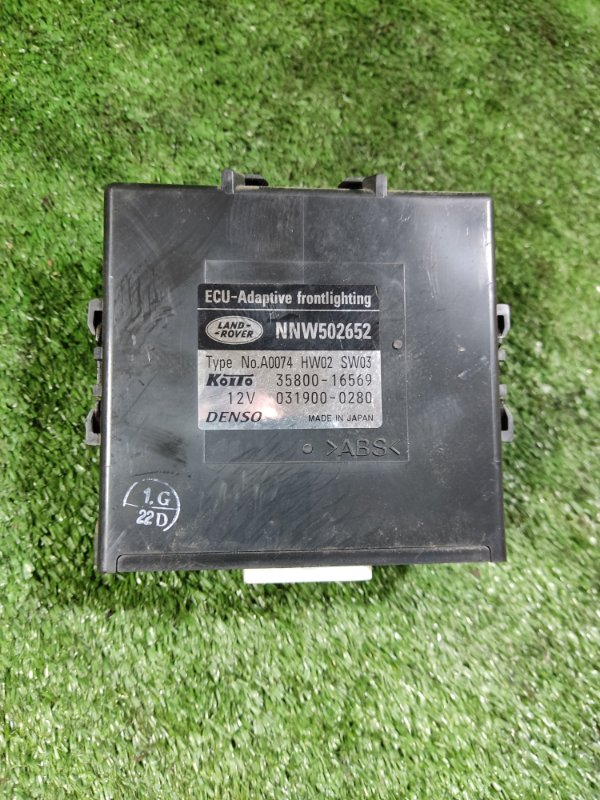 ECU-Adaptive frontlighting
LAND-
-ROVER NNW502652
Type No.A0074 HW02 SW03
KOITO 35800-16569
12V 031900-0280
DENSO MADE IN JAPAN
>ABS<
1.G
22D